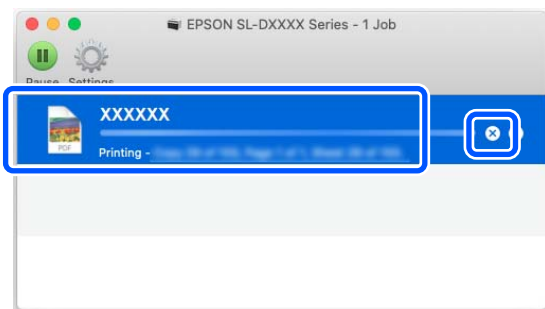 EPSON SL-DXXXX Series - 1 Job
Pause Settings
XXXXXX
PDF
Printing -